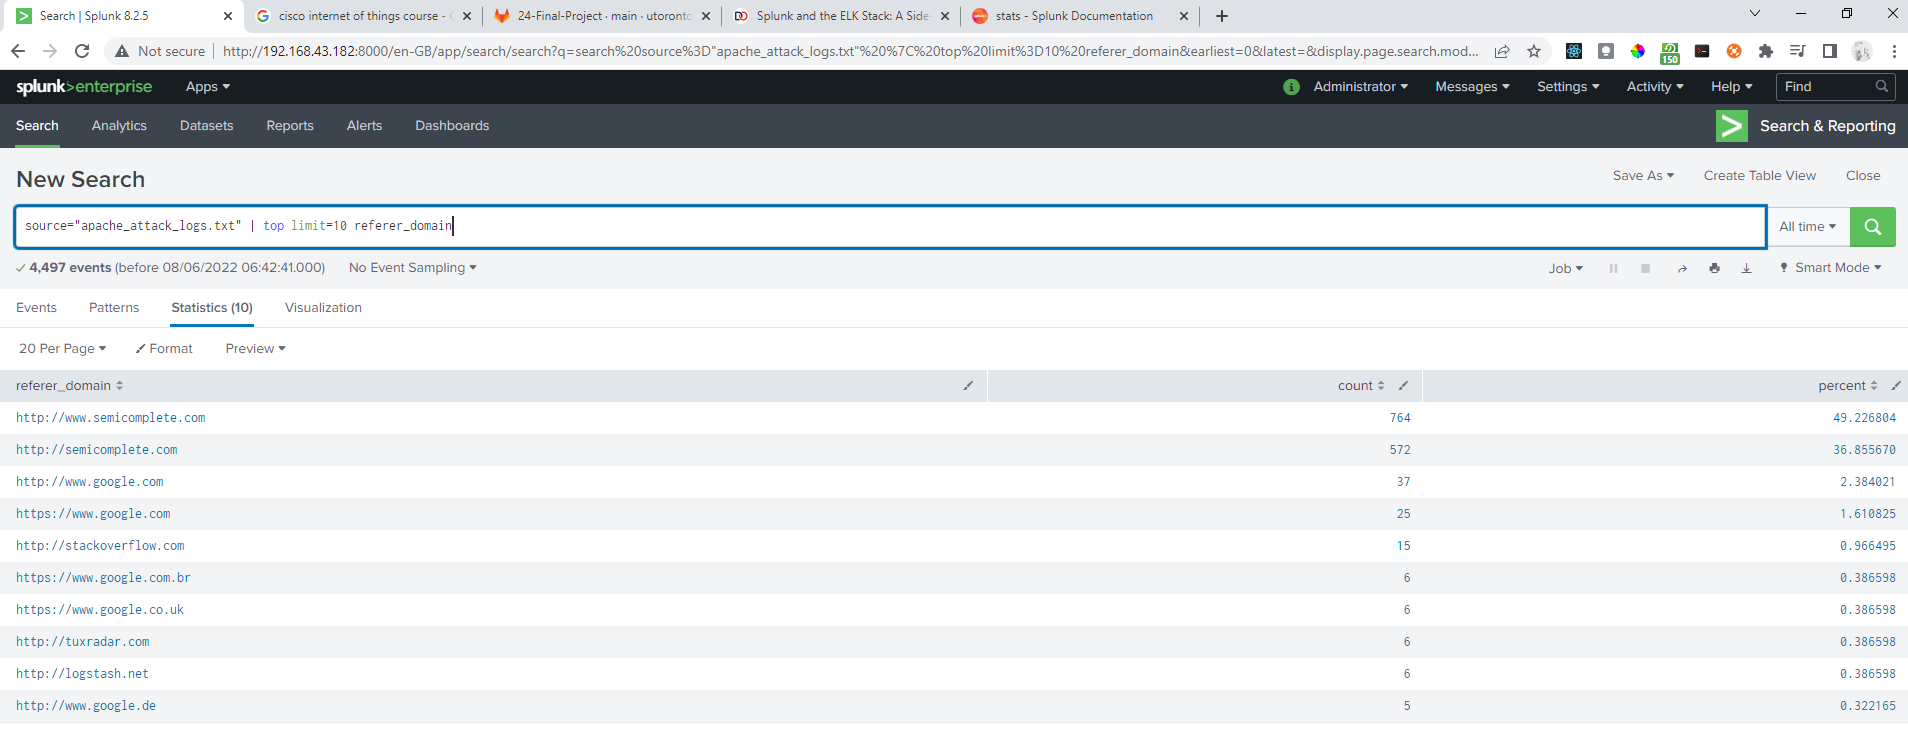 Search | Splunk 8.2.5
cisco internet of things course -
24-Final-Project · main · utoronto
Splunk and the ELK Stack: A Side
stats - Splunk Documentation
Not secure | http://192.168.43.182:8000/en-GB/app/search/search?q=search%20source%3D"apache_attack_logs.txt"%20%7C%20top%20limit%3D10%20referer_domain&earliest=0&latest=&display.page.search.mod...
150
splunk>enterprise Apps
Administrator Messages Settings Activity Help Find
Search Analytics Datasets Reports Alerts Dashboards
Search & Reporting
New Search
Save As Create Table View Close
source="apache_attack_logs.txt" | top limit=10 referer_domain
All time
4,497 events (before 08/06/2022 06:42:41.000) No Event Sampling
Job Smart Mode
Events Patterns Statistics (10) Visualization
20 Per Page Format Preview
referer_domain count percent
http://www.semicomplete.com 764 49.226804
http://semicomplete.com 572 36.855670
http://www.google.com 37 2.384021
https://www.google.com 25 1.610825
http://stackoverflow.com 15 0.966495
https://www.google.com.br 6 0.386598
https://www.google.co.uk 6 0.386598
http://tuxradar.com 6 0.386598
http://logstash.net 6 0.386598
http://www.google.de 5 0.322165